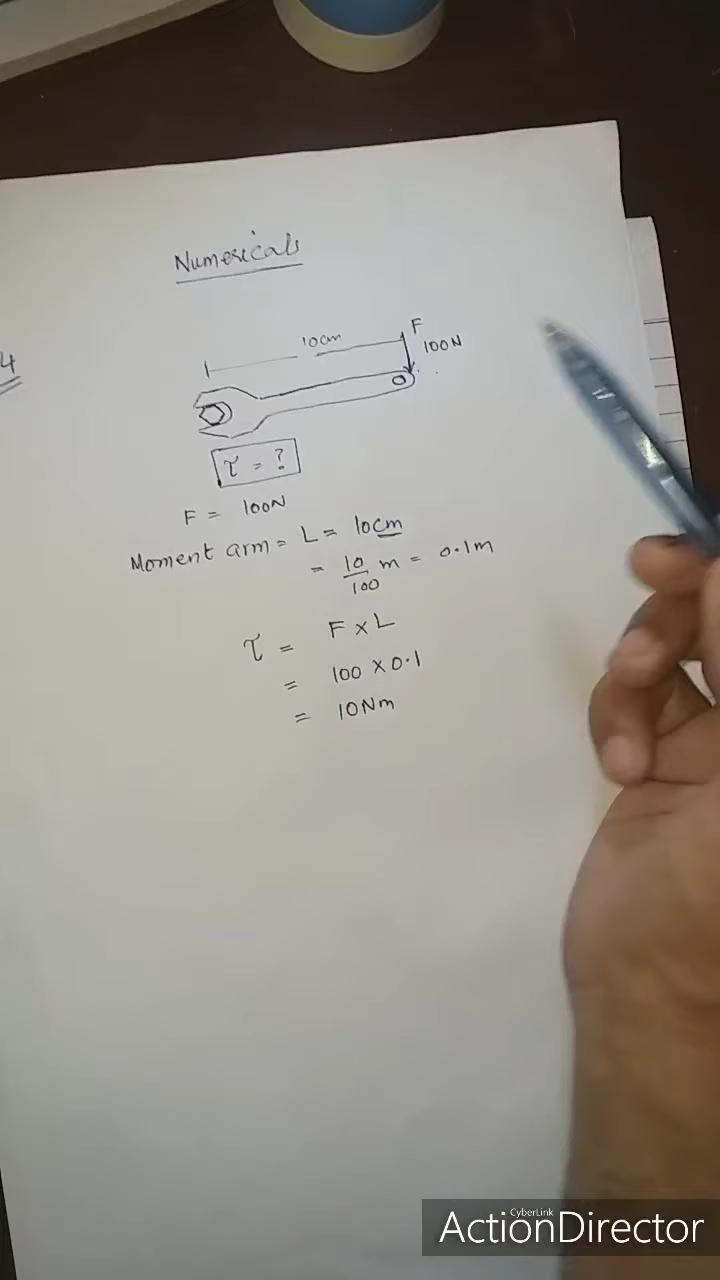 Numericals
4
10cm
F
100N
τ = ?
F = 100N
Moment arm = L = 10cm
= 10/100 m = 0.1m
τ = F × L
= 100 × 0.1
= 10Nm
CyberLink
ActionDirector